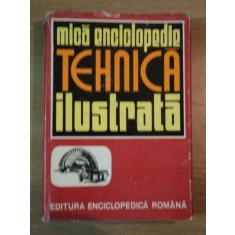 mică enciclopedie
TEHNICĂ
ilustrată
EDITURA ENCICLOPEDICĂ ROMÂNĂ